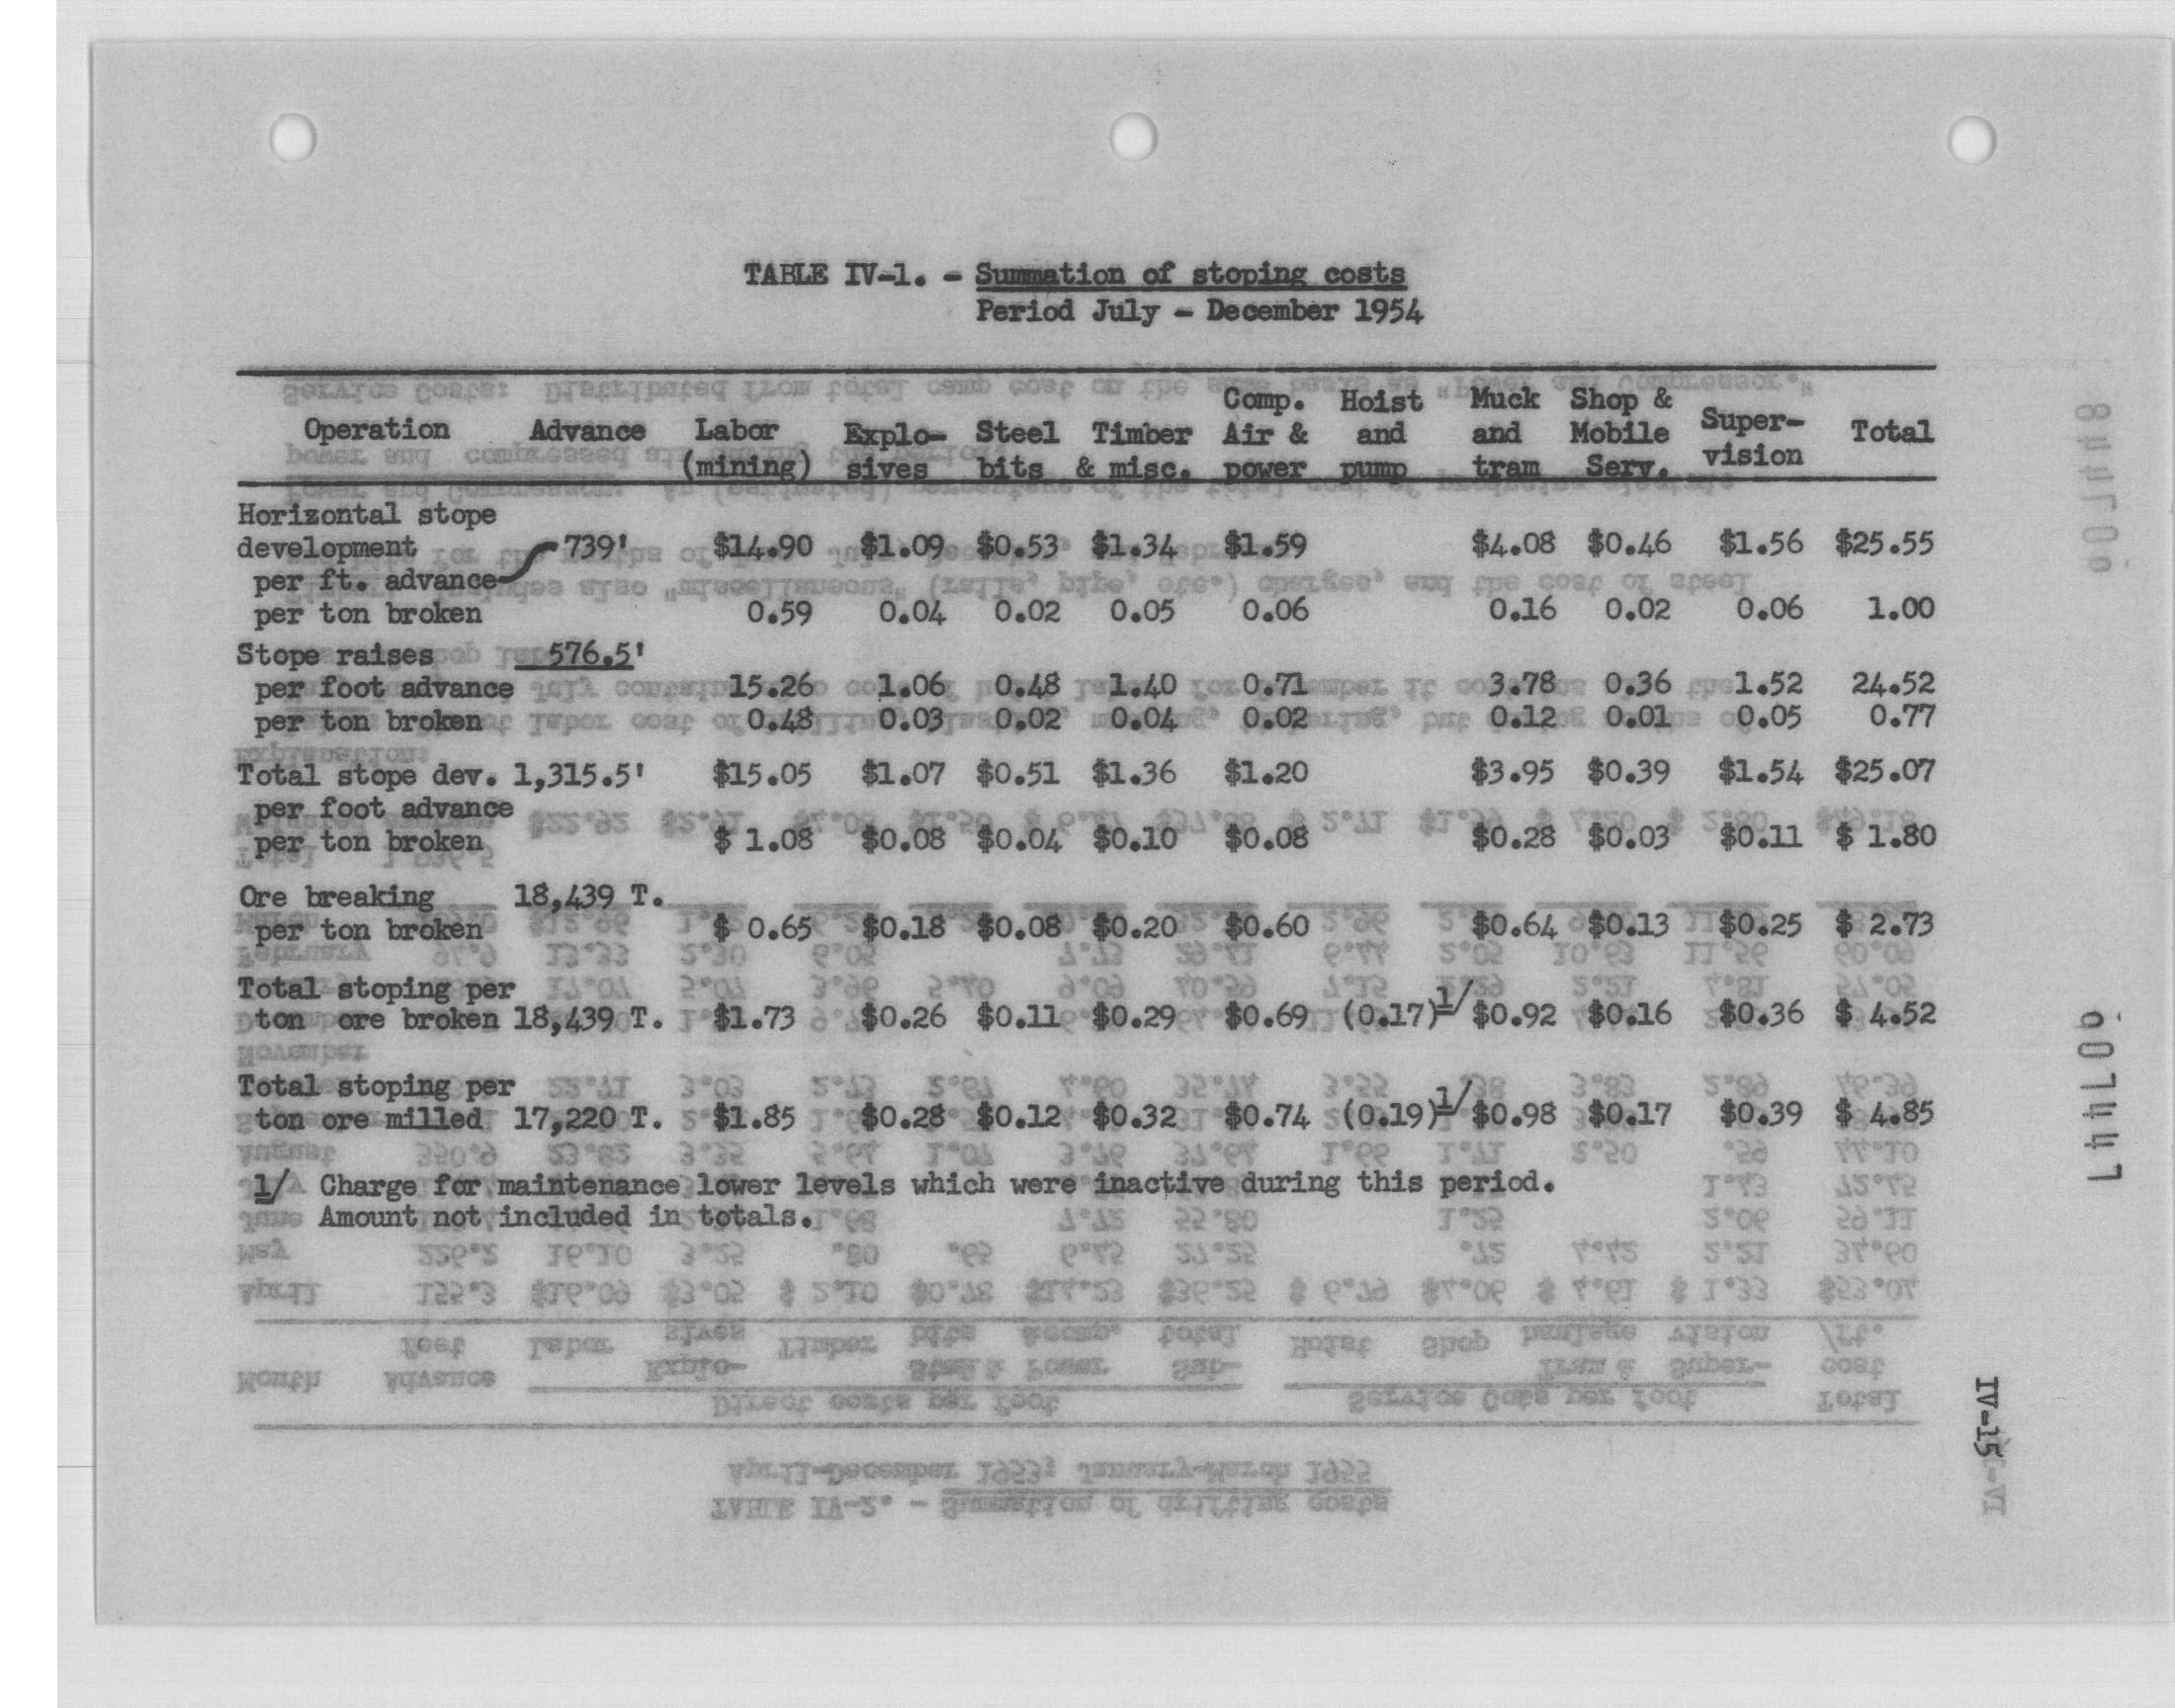 TABLE IV-1. - Summation of stoping costs
Period July - December 1954
Operation Advance Labor (mining) Explo-sives Steel bits Timber & misc. Comp. Air & power Hoist and pump Muck and tram Shop & Mobile Serv. Super-vision Total
Horizontal stope
development 739' $14.90 $1.09 $0.53 $1.34 $1.59 $4.08 $0.46 $1.56 $25.55
per ft. advance
per ton broken 0.59 0.04 0.02 0.05 0.06 0.16 0.02 0.06 1.00
Stope raises 576.5'
per foot advance 15.26 1.06 0.48 1.40 0.71 3.78 0.36 1.52 24.52
per ton broken 0.48 0.03 0.02 0.04 0.02 0.12 0.01 0.05 0.77
Total stope dev. 1,315.5' $15.05 $1.07 $0.51 $1.36 $1.20 $3.95 $0.39 $1.54 $25.07
per foot advance
per ton broken $ 1.08 $0.08 $0.04 $0.10 $0.08 $0.28 $0.03 $0.11 $ 1.80
Ore breaking 18,439 T.
per ton broken $ 0.65 $0.18 $0.08 $0.20 $0.60 $0.64 $0.13 $0.25 $ 2.73
Total stoping per
ton ore broken 18,439 T. $1.73 $0.26 $0.11 $0.29 $0.69 (0.17)1/ $0.92 $0.16 $0.36 $ 4.52
Total stoping per
ton ore milled 17,220 T. $1.85 $0.28 $0.12 $0.32 $0.74 (0.19)1/ $0.98 $0.17 $0.39 $ 4.85
1/ Charge for maintenance lower levels which were inactive during this period.
Amount not included in totals.
IV-15